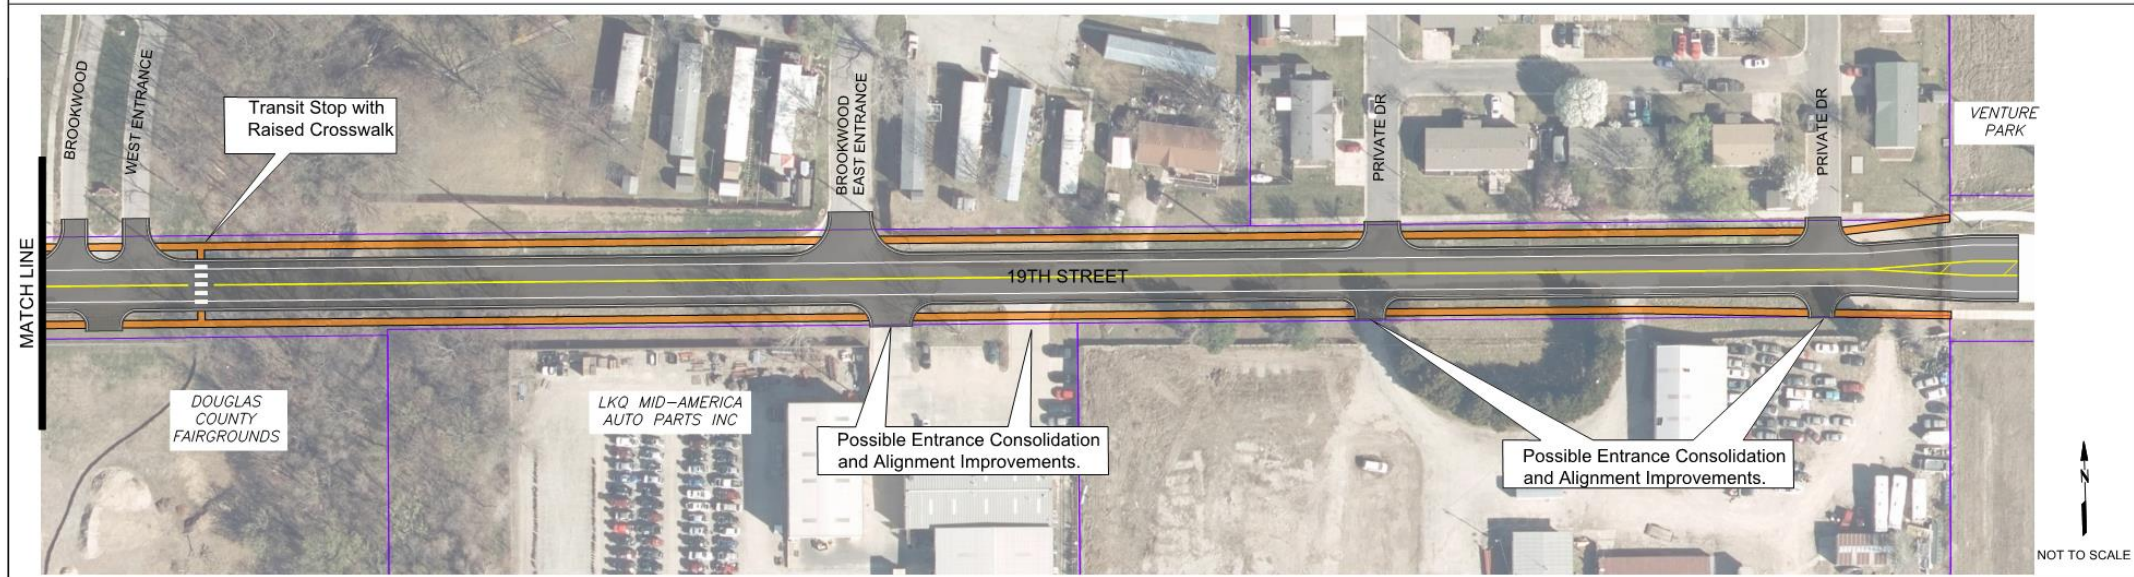 BROOKWOOD
WEST ENTRANCE
Transit Stop with
Raised Crosswalk
BROOKWOOD
EAST ENTRANCE
PRIVATE DR
PRIVATE DR
VENTURE
PARK
MATCH LINE
19TH STREET
DOUGLAS
COUNTY
FAIRGROUNDS
LKQ MID-AMERICA
AUTO PARTS INC
Possible Entrance Consolidation
and Alignment Improvements.
Possible Entrance Consolidation
and Alignment Improvements.
N
NOT TO SCALE